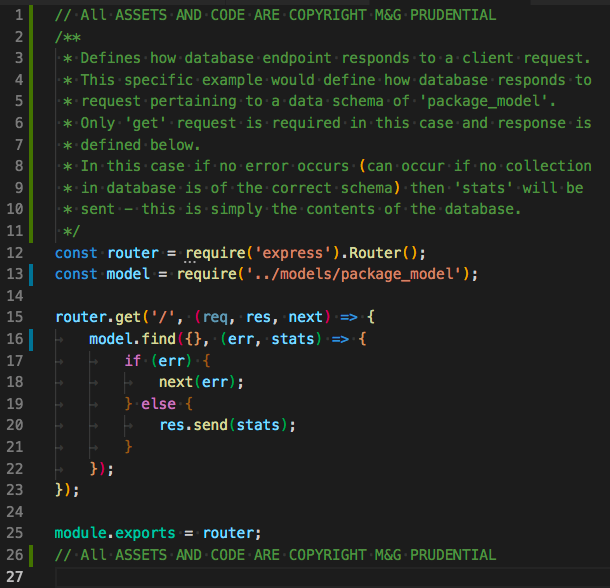 1 // All ASSETS AND CODE ARE COPYRIGHT M&G PRUDENTIAL
2 /**
3  * Defines how database endpoint responds to a client request.
4  * This specific example would define how database responds to
5  * request pertaining to a data schema of 'package_model'.
6  * Only 'get' request is required in this case and response is
7  * defined below.
8  * In this case if no error occurs (can occur if no collection
9  * in database is of the correct schema) then 'stats' will be
10  * sent - this is simply the contents of the database.
11  */
12 const router = require('express').Router();
13 const model = require('../models/package_model');
14
15 router.get('/', (req, res, next) => {
16     model.find({}, (err, stats) => {
17         if (err) {
18             next(err);
19         } else {
20             res.send(stats);
21         }
22     });
23 });
24
25 module.exports = router;
26 // All ASSETS AND CODE ARE COPYRIGHT M&G PRUDENTIAL
27